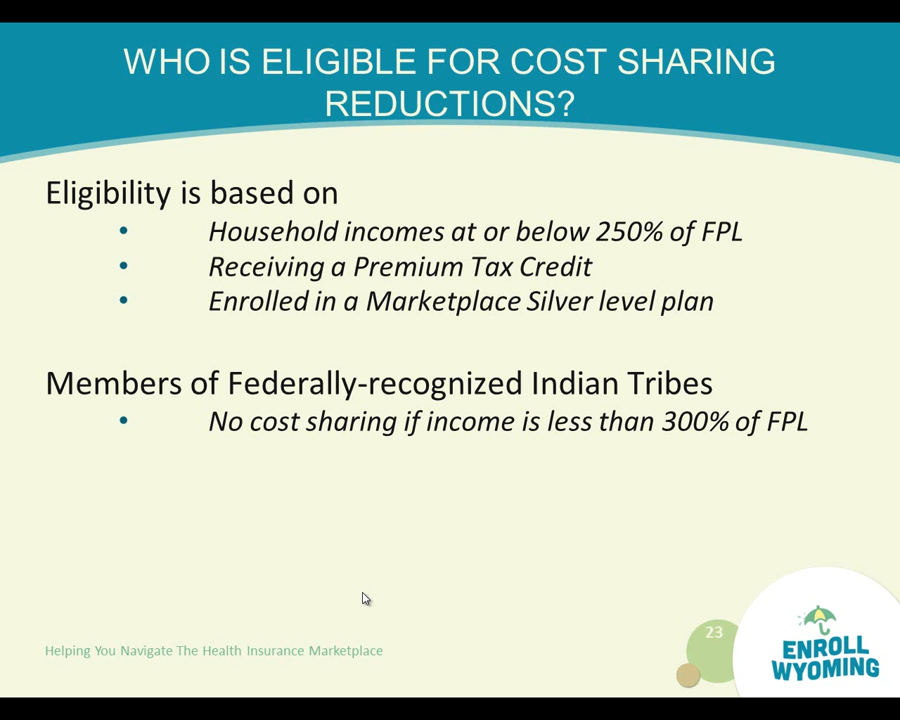 WHO IS ELIGIBLE FOR COST SHARING
REDUCTIONS?
Eligibility is based on
• Household incomes at or below 250% of FPL
• Receiving a Premium Tax Credit
• Enrolled in a Marketplace Silver level plan
Members of Federally-recognized Indian Tribes
• No cost sharing if income is less than 300% of FPL
Helping You Navigate The Health Insurance Marketplace
23
ENROLL
WYOMING